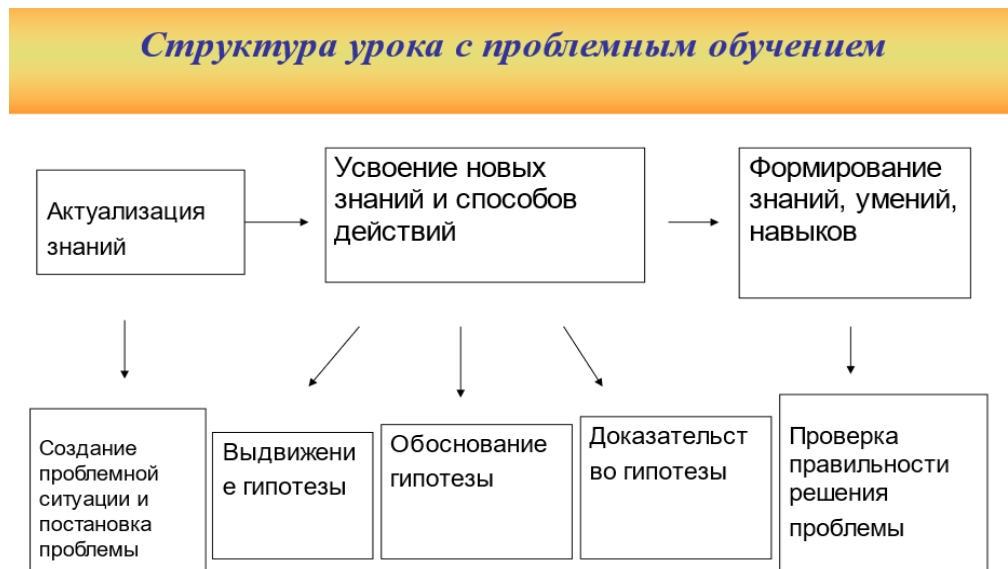 Структура урока с проблемным обучением
Актуализация
знаний
Усвоение новых
знаний и способов
действий
Формирование
знаний, умений,
навыков
Создание
проблемной
ситуации и
постановка
проблемы
Выдвижени
е гипотезы
Обоснование
гипотезы
Доказательст
во гипотезы
Проверка
правильности
решения
проблемы